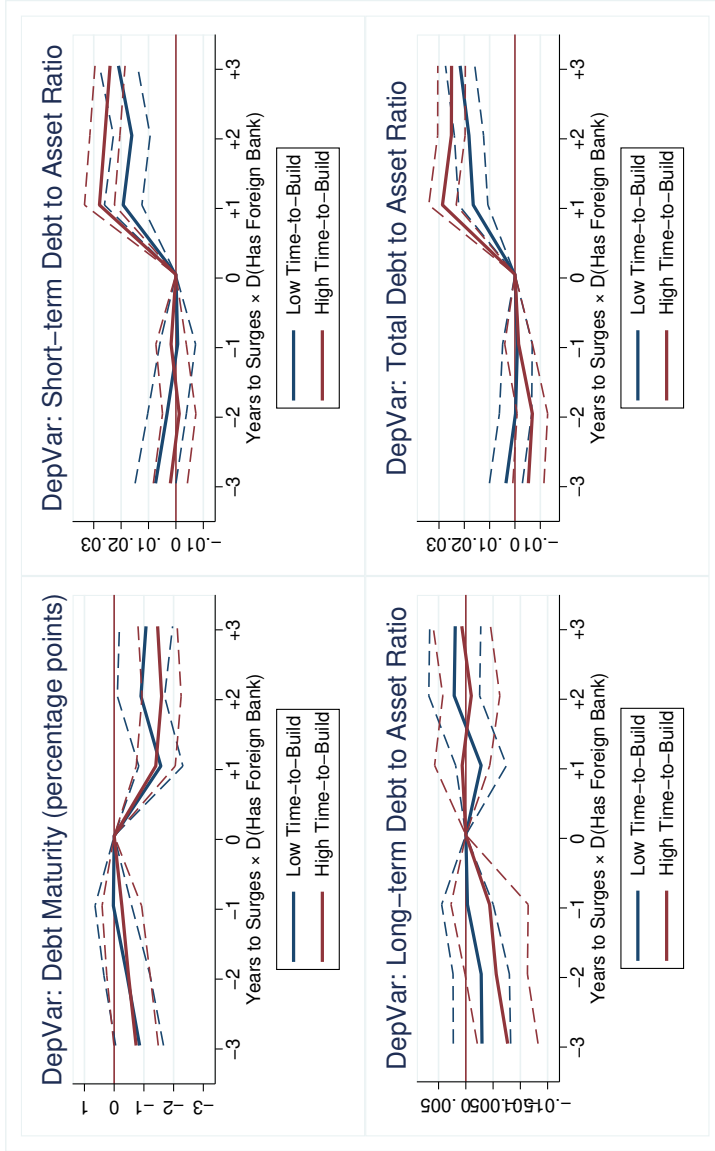 DepVar: Debt Maturity (percentage points)
1
0
−1
−2
−3
−3 −2 −1 0 +1 +2 +3
Years to Surges × D(Has Foreign Bank)
Low Time−to−Build
High Time−to−Build
DepVar: Short−term Debt to Asset Ratio
−.01 0 .01 .02 .03
−3 −2 −1 0 +1 +2 +3
Years to Surges × D(Has Foreign Bank)
Low Time−to−Build
High Time−to−Build
DepVar: Long−term Debt to Asset Ratio
−.015 −.01 −.005 0 .005
−3 −2 −1 0 +1 +2 +3
Years to Surges × D(Has Foreign Bank)
Low Time−to−Build
High Time−to−Build
DepVar: Total Debt to Asset Ratio
−.01 0 .01 .02 .03
−3 −2 −1 0 +1 +2 +3
Years to Surges × D(Has Foreign Bank)
Low Time−to−Build
High Time−to−Build